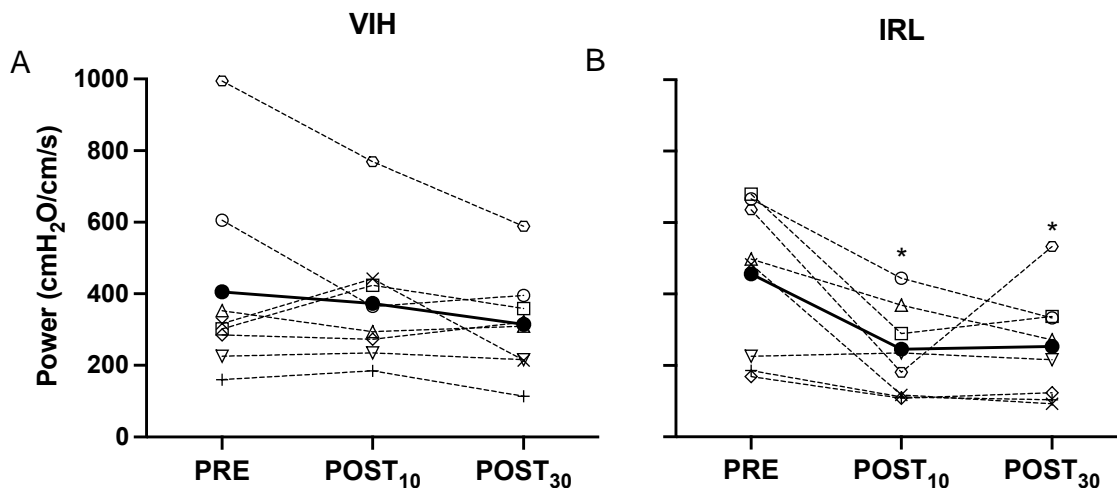 VIH
IRL
A
B
Power (cmH₂O/cm/s)
1000
800
600
400
200
0
*
*
PRE
POST₁₀
POST₃₀
PRE
POST₁₀
POST₃₀